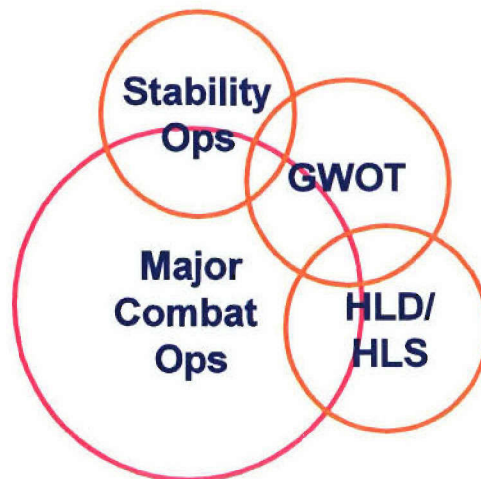 Stability
Ops
GWOT
Major
Combat
Ops
HLD/
HLS